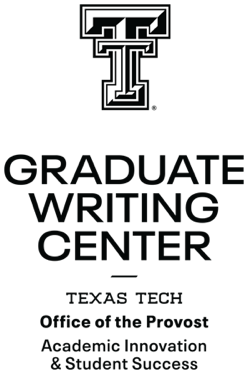 ®
GRADUATE
WRITING
CENTER
TEXAS TECH
Office of the Provost
Academic Innovation
& Student Success